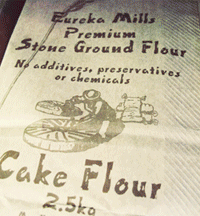 Eureka Mills
Premium
Stone Ground Flour
No additives, preservatives
or chemicals
Cake Flour
2.5kg